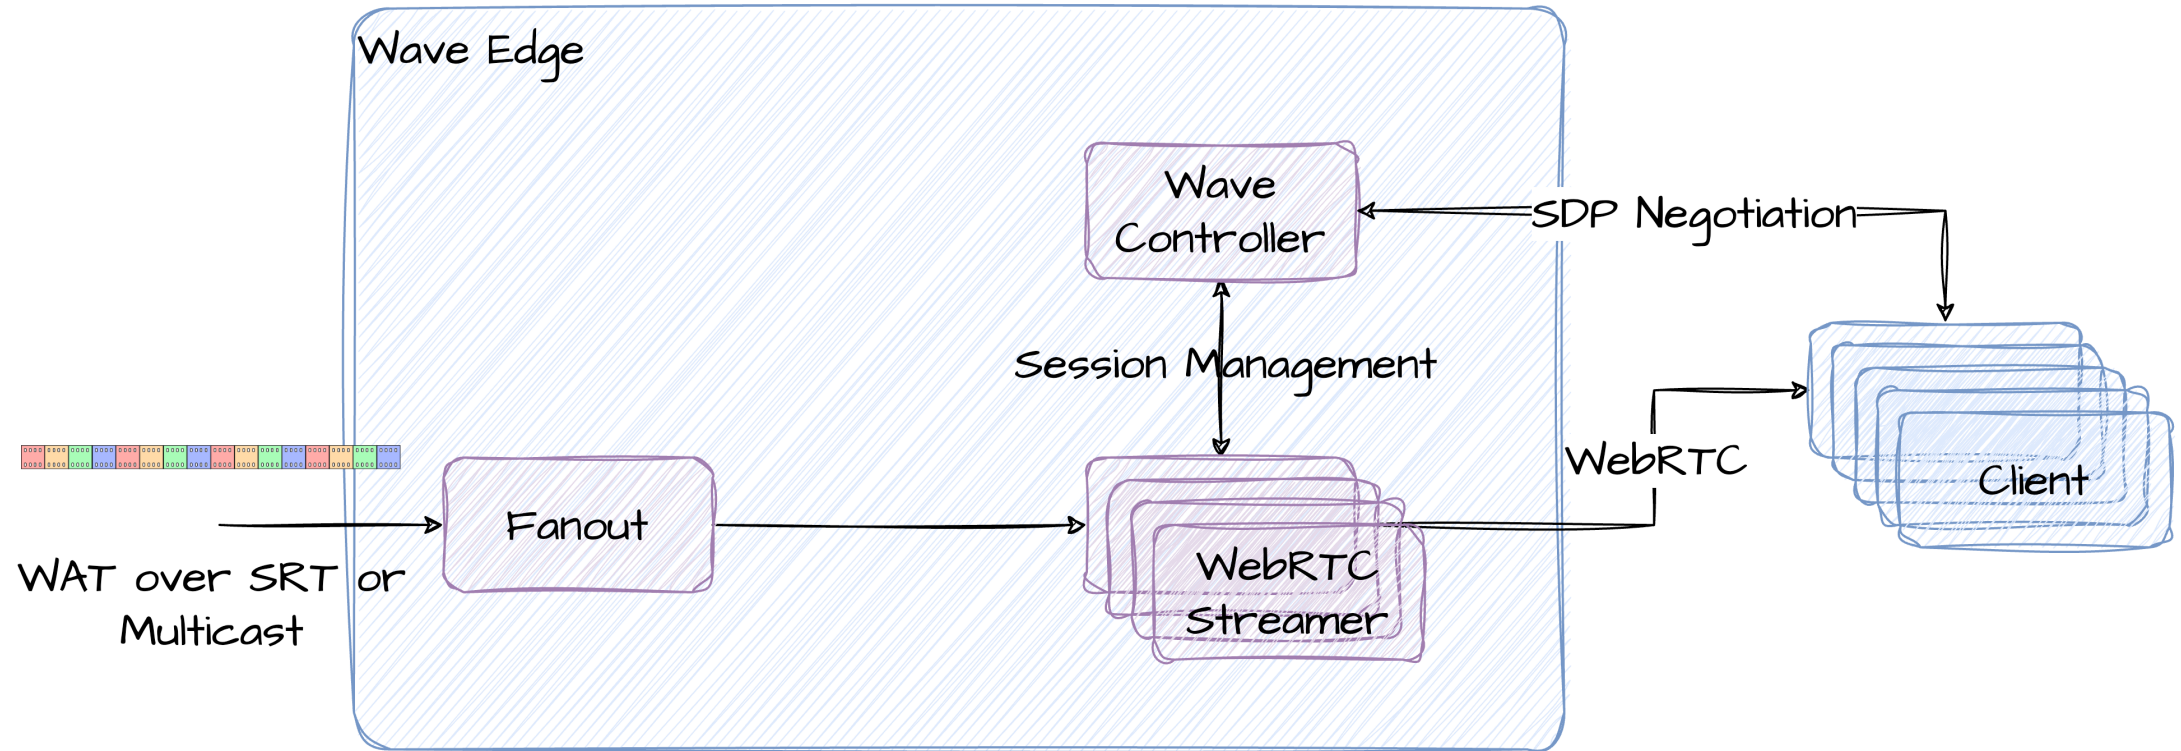 Wave Edge
Wave
Controller
SDP Negotiation
Session Management
WebRTC
Client
Fanout
WebRTC
Streamer
WAT over SRT or
Multicast